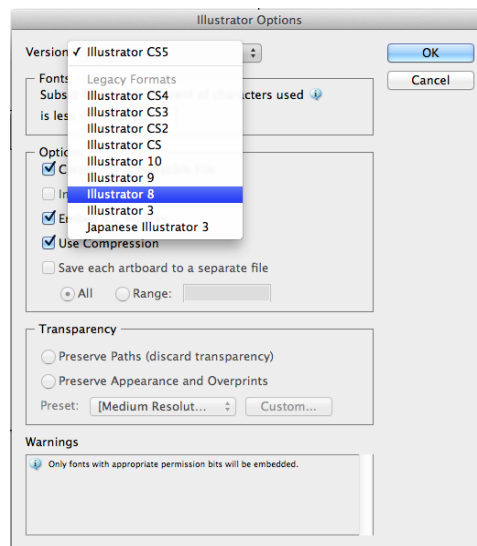 Illustrator Options
Version ✓ Illustrator CS5
OK
Cancel
Fonts
Legacy Formats
Subs
cters used
is les
Illustrator CS4
Illustrator CS3
Illustrator CS2
Illustrator CS
Illustrator 10
Illustrator 9
Illustrator 8
Illustrator 3
Japanese Illustrator 3
Optio
Use Compression
Save each artboard to a separate file
All
Range:
Transparency
Preserve Paths (discard transparency)
Preserve Appearance and Overprints
Preset:
[Medium Resolut...
Custom...
Warnings
Only fonts with appropriate permission bits will be embedded.